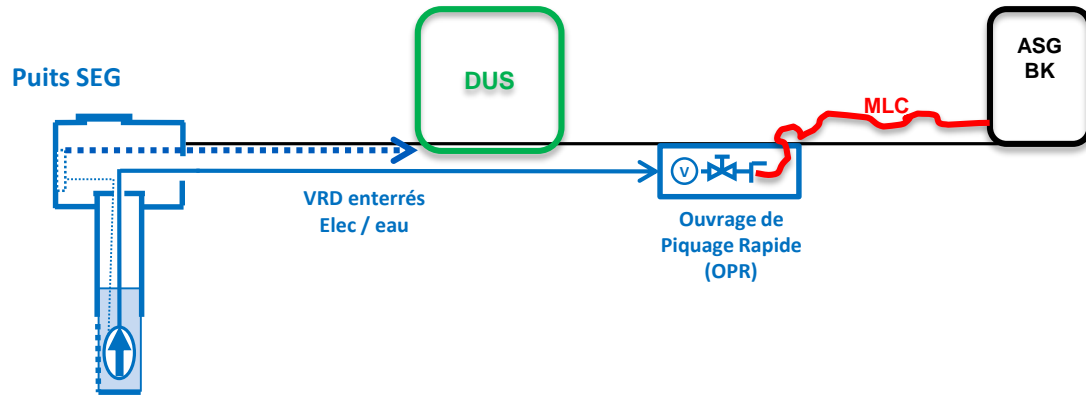 Puits SEG
DUS
ASG
BK
MLC
V
VRD enterrés
Elec / eau
Ouvrage de
Piquage Rapide
(OPR)